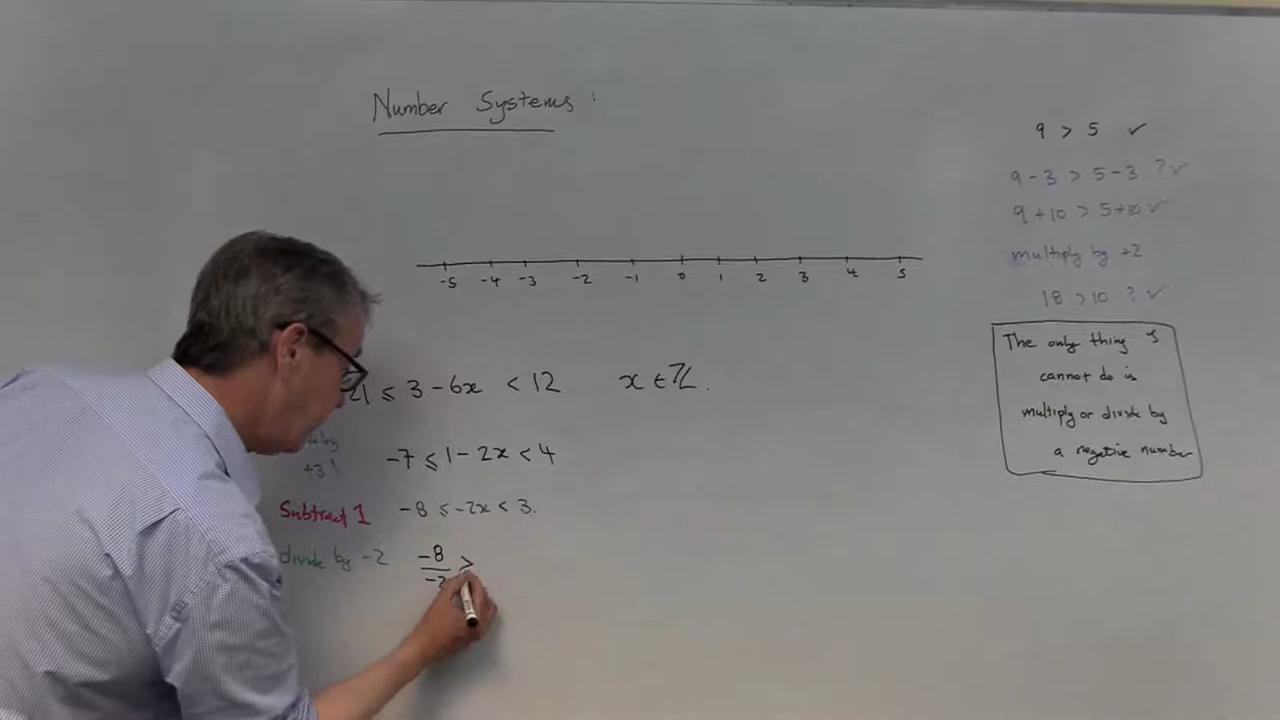 Number Systems :
9 > 5 ✓
9 - 3 > 5 - 3 ? ✓
9 + 10 > 5 + 10 ✓
multiply by +2
18 > 10 ? ✓
-5 -4 -3 -2 -1 0 1 2 3 4 5
The only thing
cannot do is
multiply or divide by
a negative number
21 ≤ 3 - 6x < 12 x ∈ ℤ.
by
+3!
-7 ≤ 1 - 2x < 4
Subtract 1 -8 ≤ -2x < 3.
divide by -2 -8/-2 >